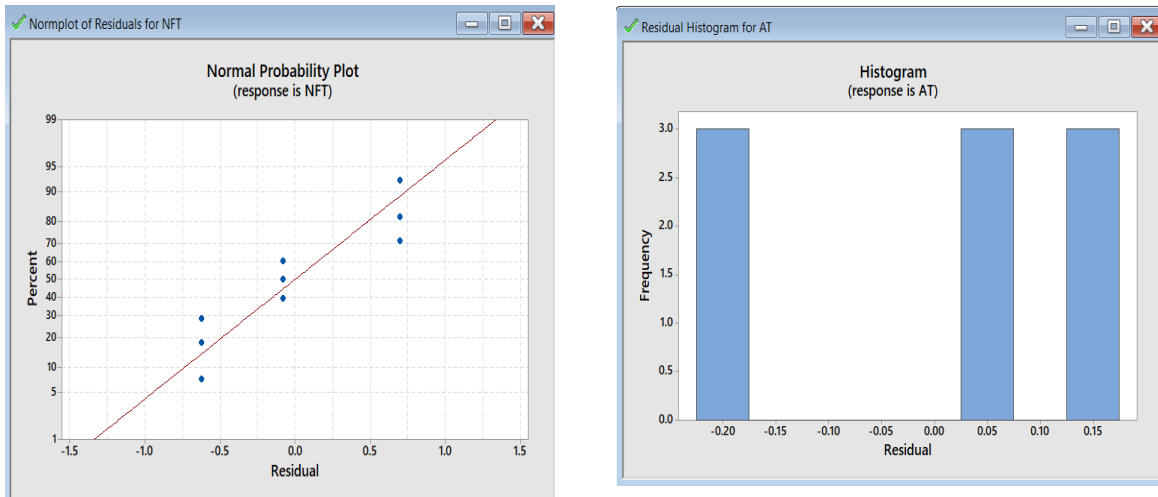 Normplot of Residuals for NFT
Normal Probability Plot
(response is NFT)
99
95
90
80
70
60
50
40
30
20
10
5
1
Percent
-1.5 -1.0 -0.5 0.0 0.5 1.0 1.5
Residual
Residual Histogram for AT
Histogram
(response is AT)
3.0
2.5
2.0
1.5
1.0
0.5
0.0
Frequency
-0.20 -0.15 -0.10 -0.05 0.00 0.05 0.10 0.15
Residual